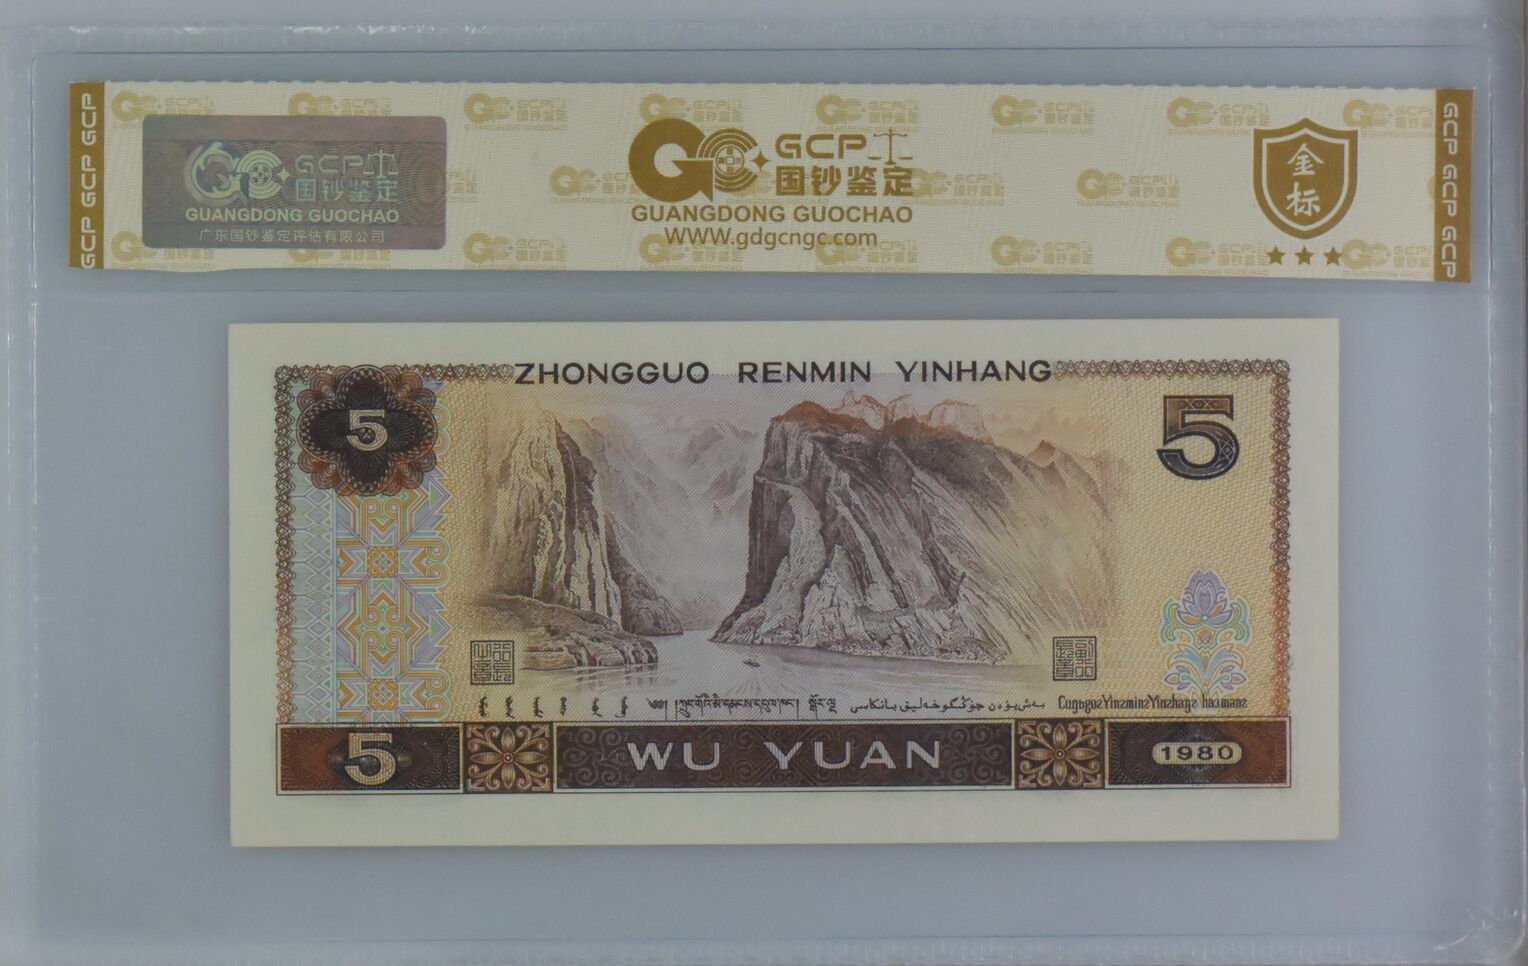 GCP GCP GCP
GCP 国钞鉴定
GUANGDONG GUOCHAO
广东国钞鉴定评估有限公司
GCP
国钞鉴定
GUANGDONG GUOCHAO
WWW.gdgcngc.com
金标
GCP GCP GCP
ZHONGGUO RENMIN YINHANG
5
5
5
WU YUAN
1980